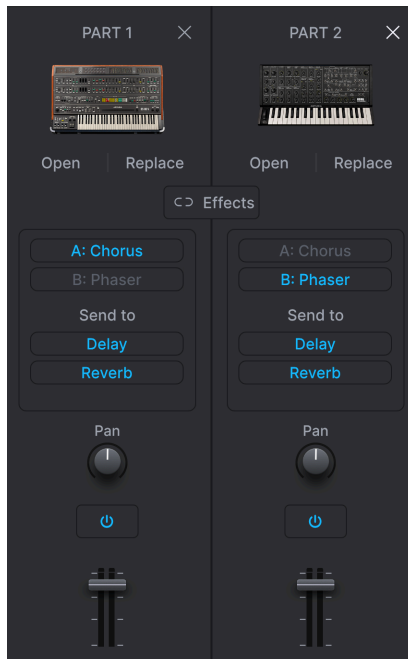 PART 1
PART 2
Open Replace
Open Replace
Effects
A: Chorus
B: Phaser
Send to
Delay
Reverb
Pan
A: Chorus
B: Phaser
Send to
Delay
Reverb
Pan